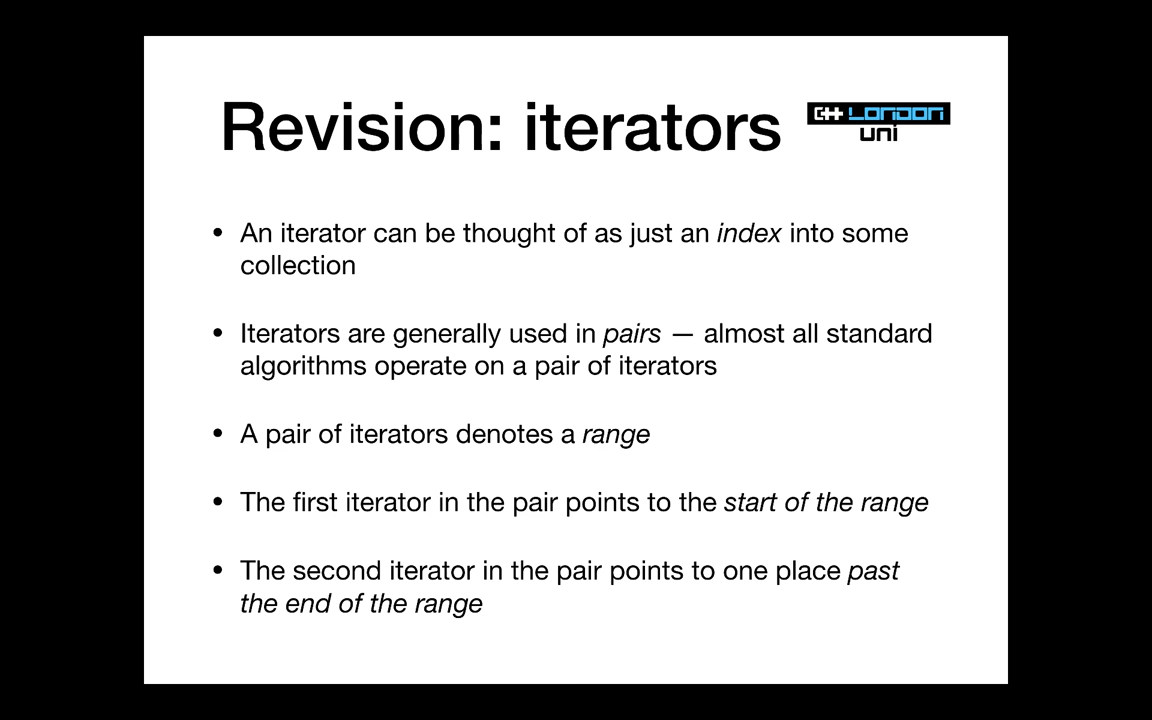 Revision: iterators
C++ London
uni
• An iterator can be thought of as just an index into some
collection
• Iterators are generally used in pairs — almost all standard
algorithms operate on a pair of iterators
• A pair of iterators denotes a range
• The first iterator in the pair points to the start of the range
• The second iterator in the pair points to one place past
the end of the range